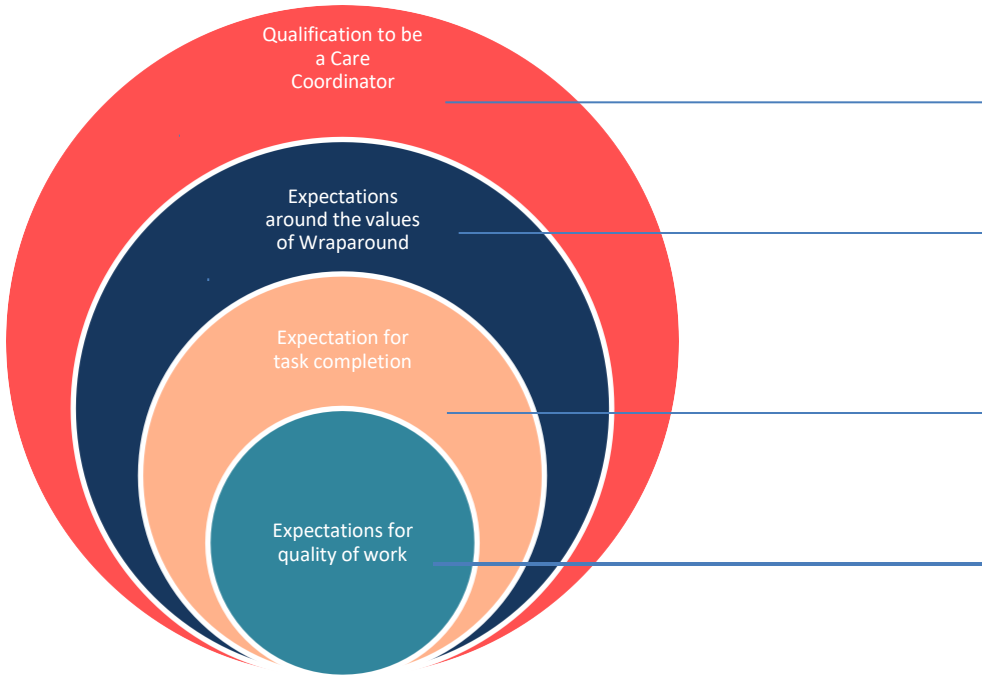 Qualification to be
a Care
Coordinator
Expectations
around the values
of Wraparound
Expectation for
task completion
Expectations for
quality of work